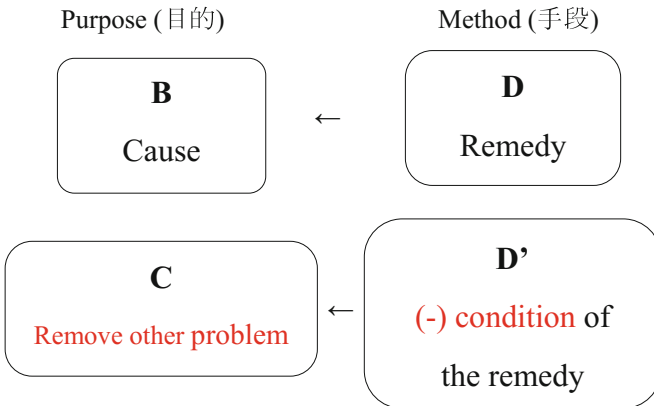 Purpose (目的)
Method (手段)
B
Cause
←
D
Remedy
C
Remove other problem
←
D’
(-) condition of
the remedy